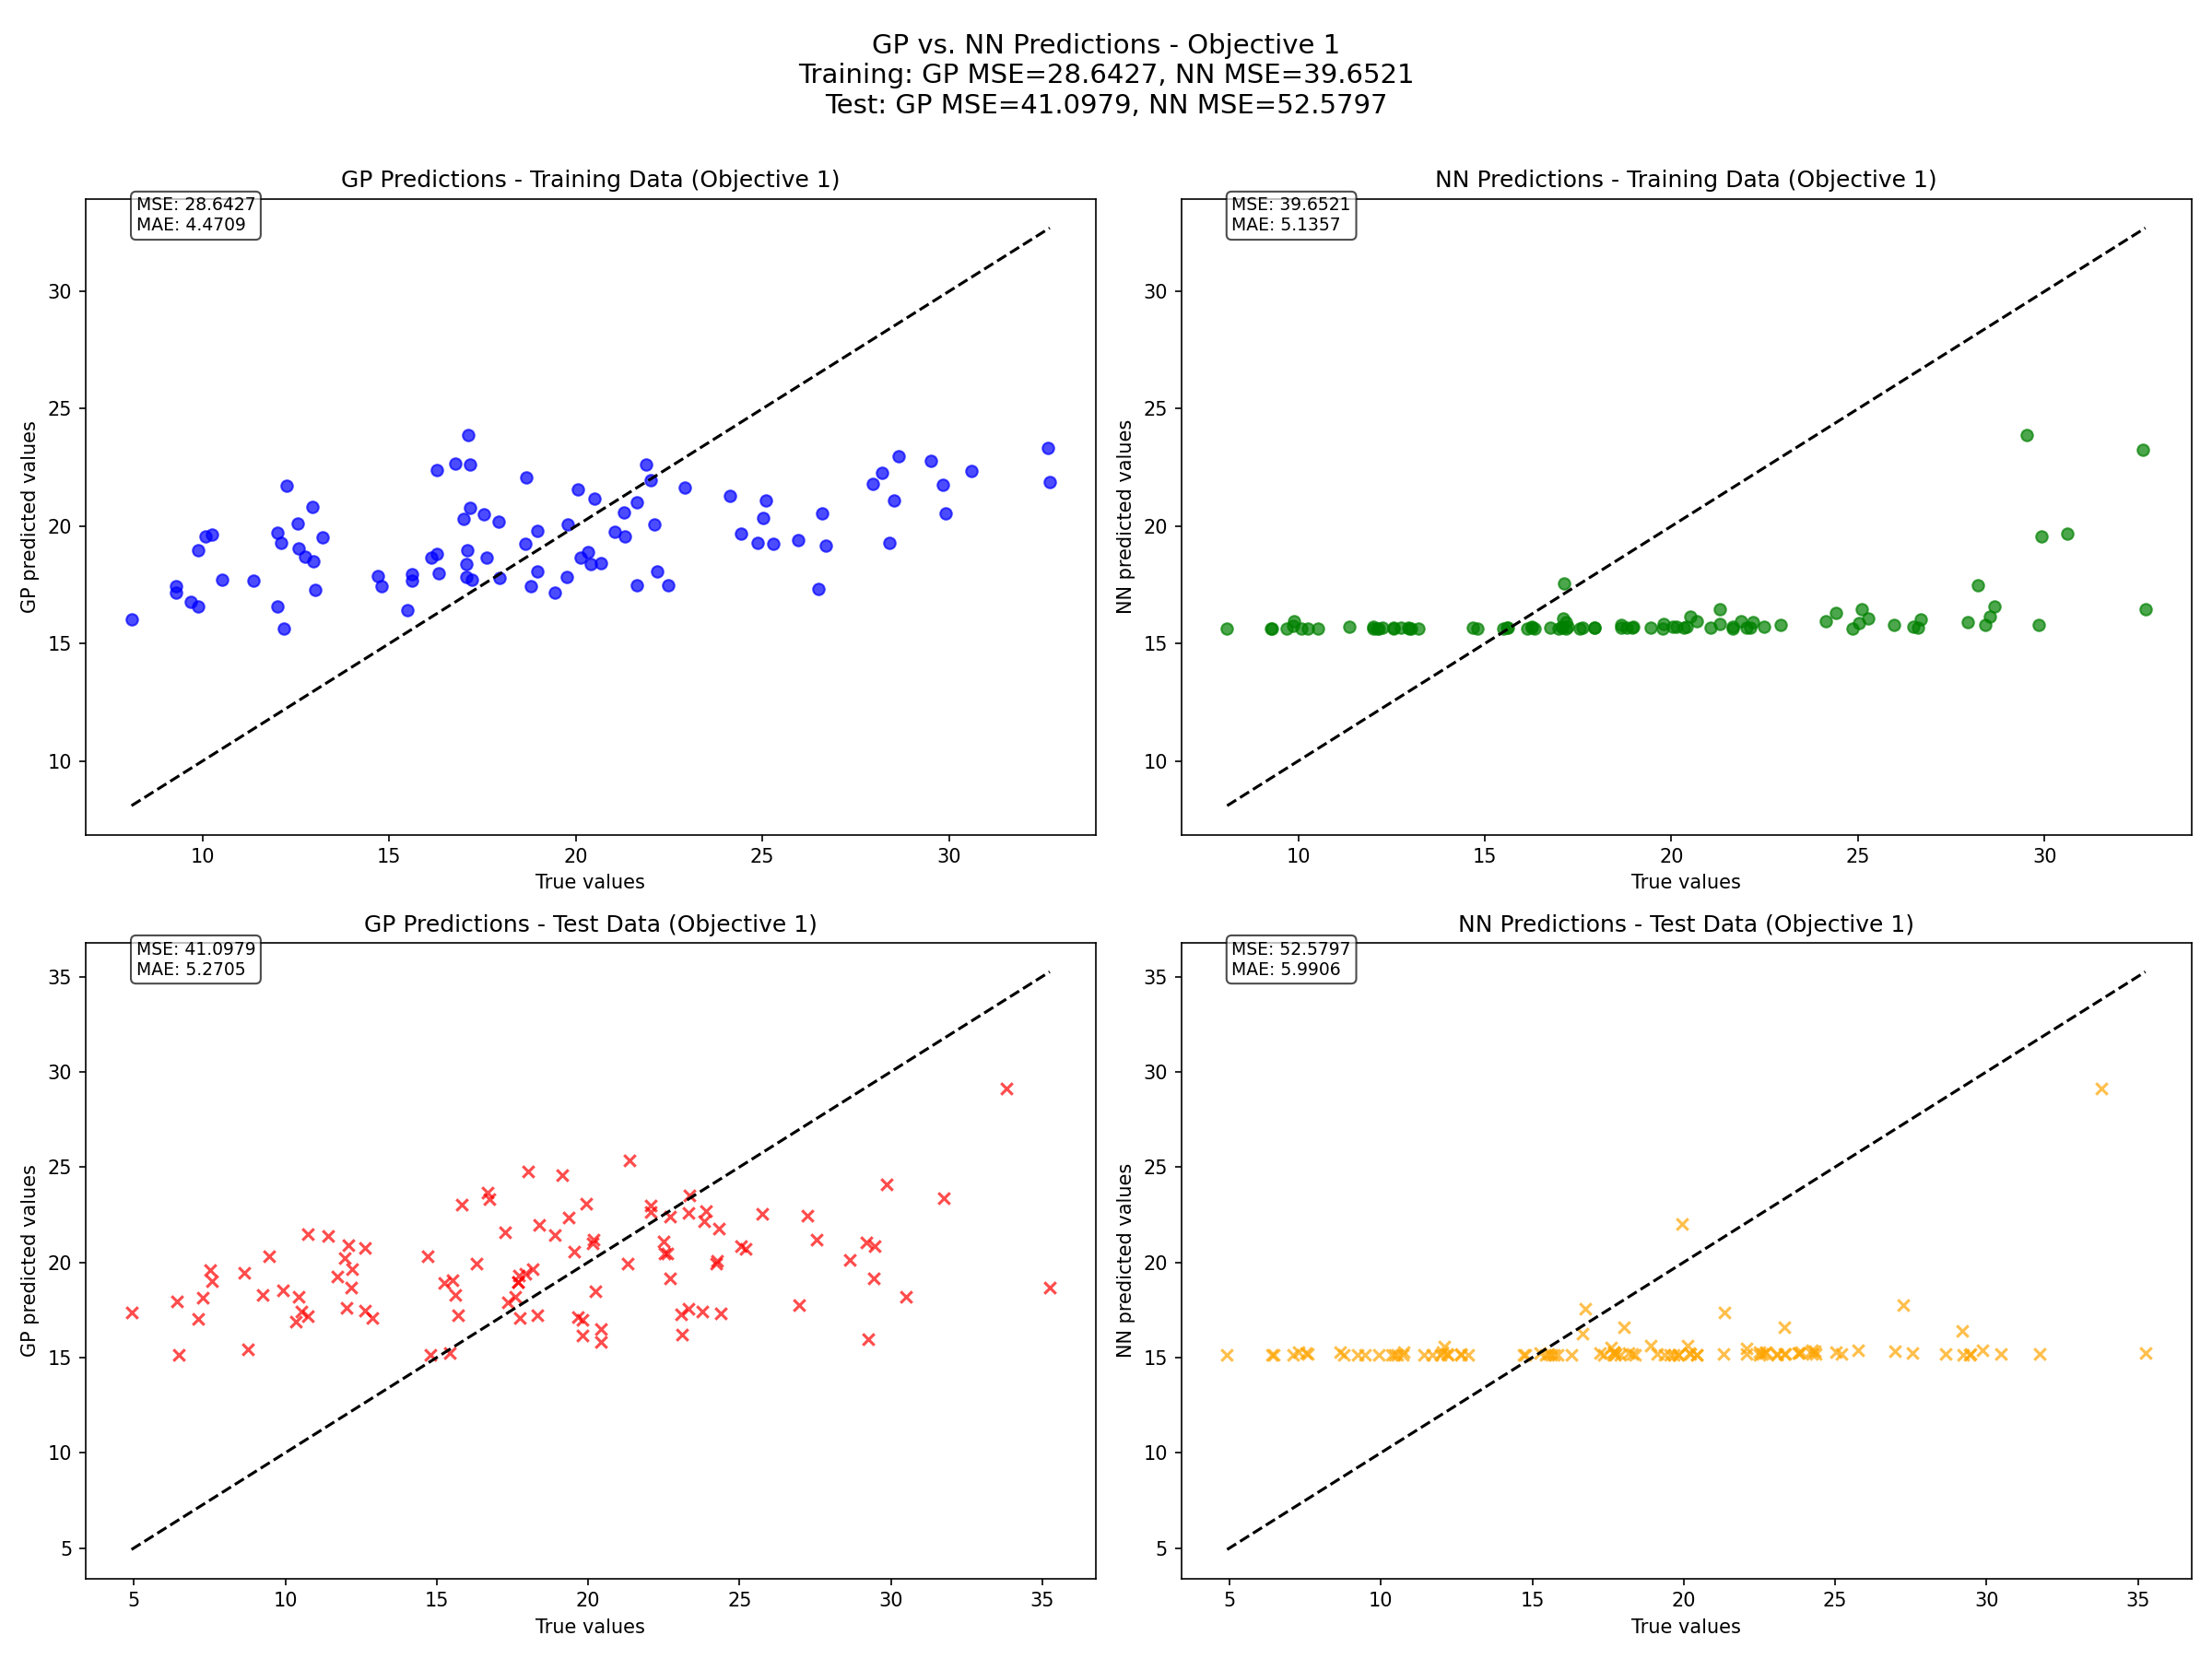 GP vs. NN Predictions - Objective 1
Training: GP MSE=28.6427, NN MSE=39.6521
Test: GP MSE=41.0979, NN MSE=52.5797
GP Predictions - Training Data (Objective 1)
MSE: 28.6427
MAE: 4.4709
GP predicted values
30
25
20
15
10
10 15 20 25 30
True values
NN Predictions - Training Data (Objective 1)
MSE: 39.6521
MAE: 5.1357
NN predicted values
30
25
20
15
10
10 15 20 25 30
True values
GP Predictions - Test Data (Objective 1)
MSE: 41.0979
MAE: 5.2705
GP predicted values
35
30
25
20
15
10
5
5 10 15 20 25 30 35
True values
NN Predictions - Test Data (Objective 1)
MSE: 52.5797
MAE: 5.9906
NN predicted values
35
30
25
20
15
10
5
5 10 15 20 25 30 35
True values